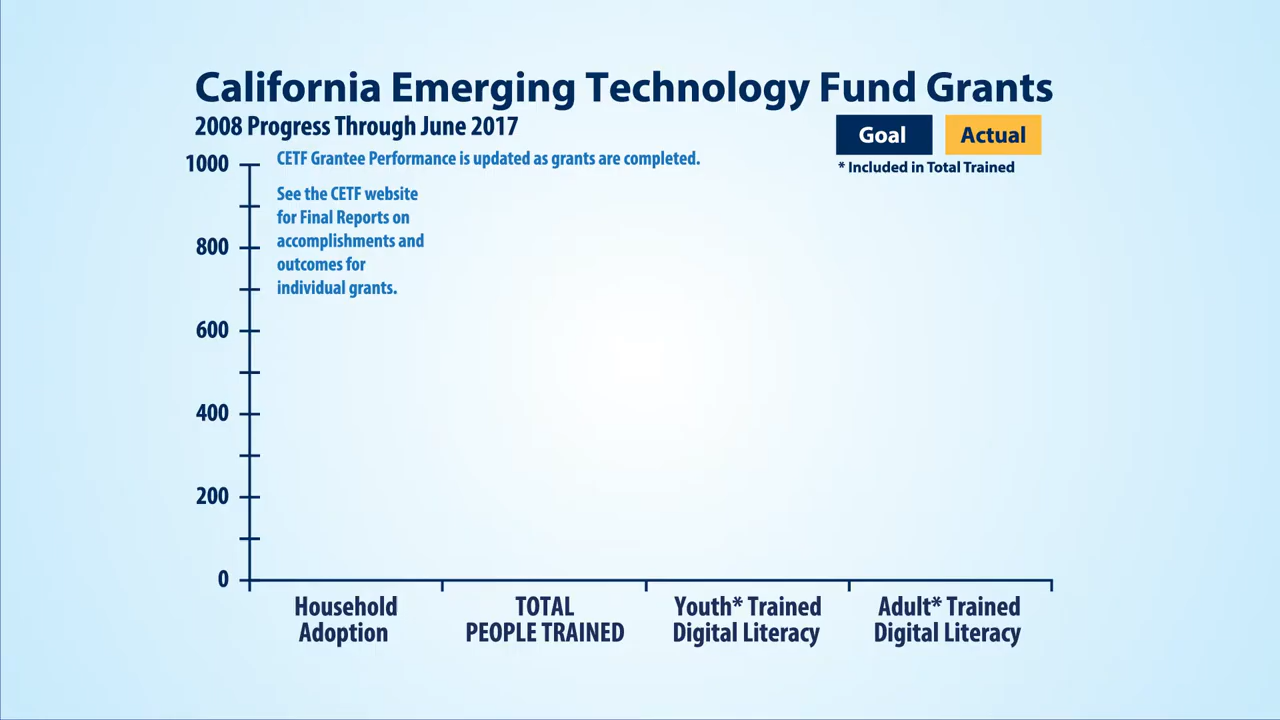 California Emerging Technology Fund Grants
2008 Progress Through June 2017
Goal
Actual
* Included in Total Trained
CETF Grantee Performance is updated as grants are completed.
See the CETF website
for Final Reports on
accomplishments and
outcomes for
individual grants.
1000
800
600
400
200
0
Household
Adoption
TOTAL
PEOPLE TRAINED
Youth* Trained
Digital Literacy
Adult* Trained
Digital Literacy